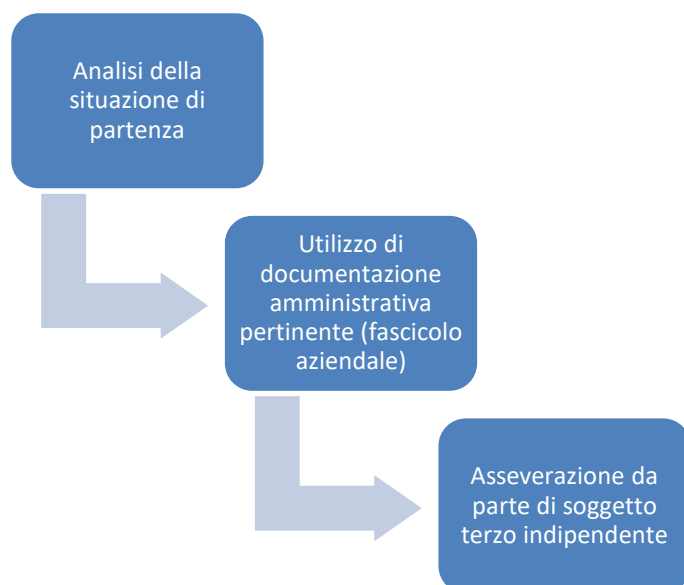 Analisi della
situazione di
partenza
Utilizzo di
documentazione
amministrativa
pertinente (fascicolo
aziendale)
Asseverazione da
parte di soggetto
terzo indipendente